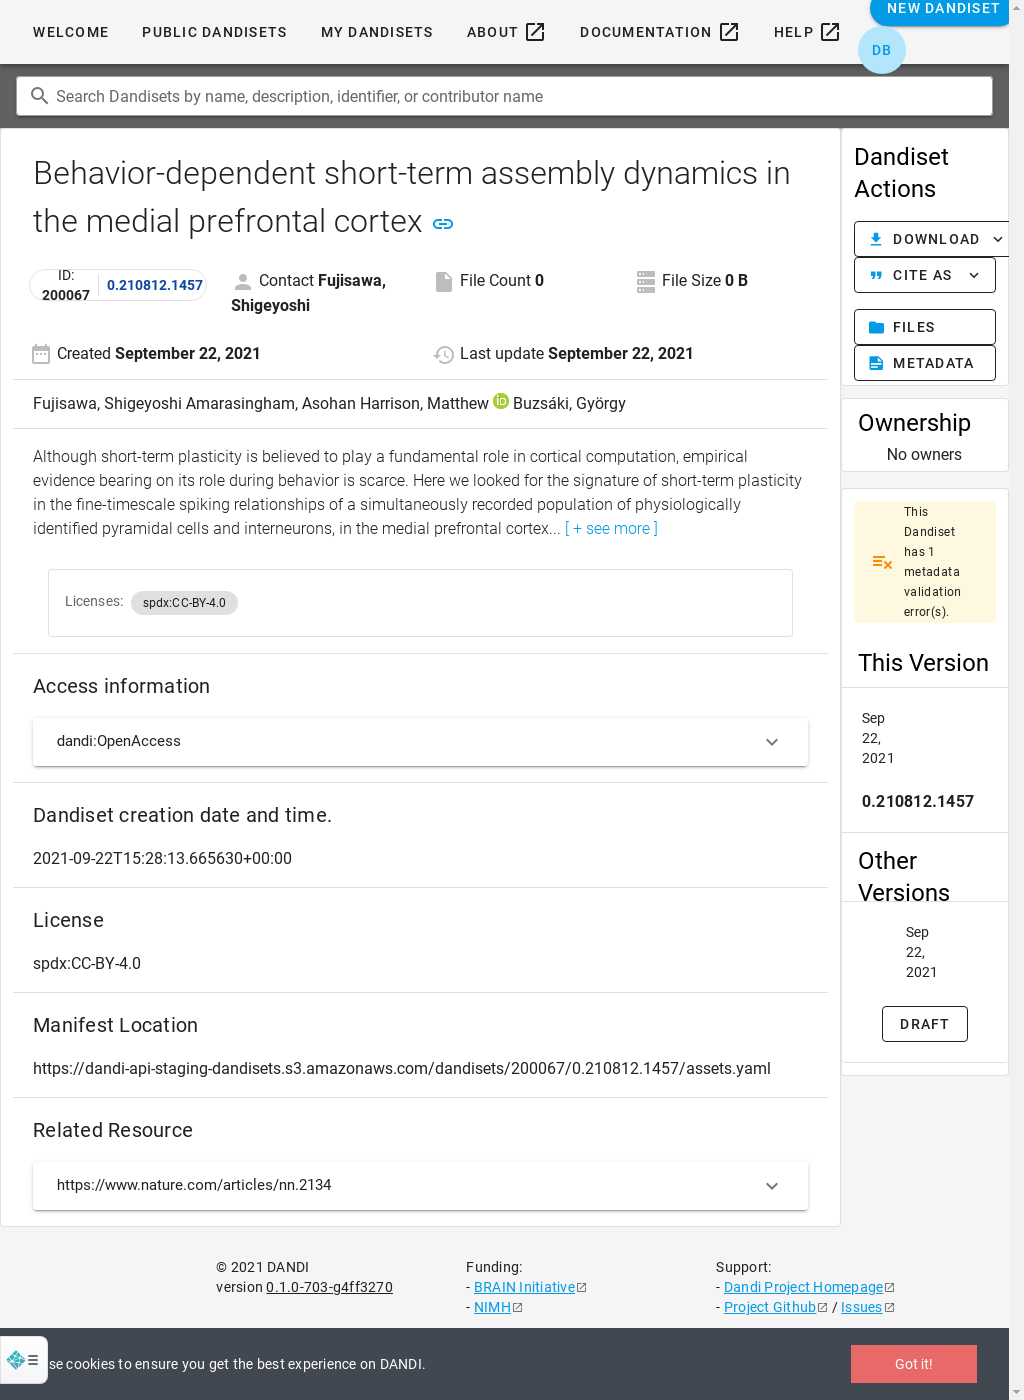 WELCOME PUBLIC DANDISETS MY DANDISETS ABOUT DOCUMENTATION HELP NEW DANDISET
DB
Search Dandisets by name, description, identifier, or contributor name
Behavior-dependent short-term assembly dynamics in
the medial prefrontal cortex
ID:
200067
0.210812.1457
Contact Fujisawa,
Shigeyoshi
File Count 0
File Size 0 B
Created September 22, 2021
Last update September 22, 2021
Fujisawa, Shigeyoshi Amarasingham, Asohan Harrison, Matthew iD Buzsáki, György
Although short-term plasticity is believed to play a fundamental role in cortical computation, empirical
evidence bearing on its role during behavior is scarce. Here we looked for the signature of short-term plasticity
in the fine-timescale spiking relationships of a simultaneously recorded population of physiologically
identified pyramidal cells and interneurons, in the medial prefrontal cortex... [ + see more ]
Licenses: spdx:CC-BY-4.0
Access information
dandi:OpenAccess
Dandiset creation date and time.
2021-09-22T15:28:13.665630+00:00
License
spdx:CC-BY-4.0
Manifest Location
https://dandi-api-staging-dandisets.s3.amazonaws.com/dandisets/200067/0.210812.1457/assets.yaml
Related Resource
https://www.nature.com/articles/nn.2134
Dandiset
Actions
DOWNLOAD
CITE AS
FILES
METADATA
Ownership
No owners
This
Dandiset
has 1
metadata
validation
error(s).
This Version
Sep
22,
2021
0.210812.1457
Other
Versions
Sep
22,
2021
DRAFT
© 2021 DANDI
version 0.1.0-703-g4ff3270
Funding:
- BRAIN Initiative
- NIMH
Support:
- Dandi Project Homepage
- Project Github / Issues
se cookies to ensure you get the best experience on DANDI.
Got it!